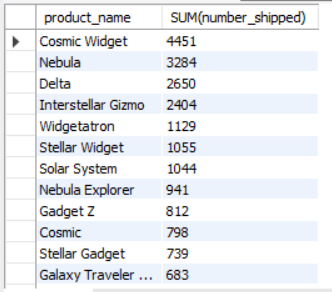 product_name SUM(number_shipped)
Cosmic Widget 4451
Nebula 3284
Delta 2650
Interstellar Gizmo 2404
Widgetatron 1129
Stellar Widget 1055
Solar System 1044
Nebula Explorer 941
Gadget Z 812
Cosmic 798
Stellar Gadget 739
Galaxy Traveler ... 683